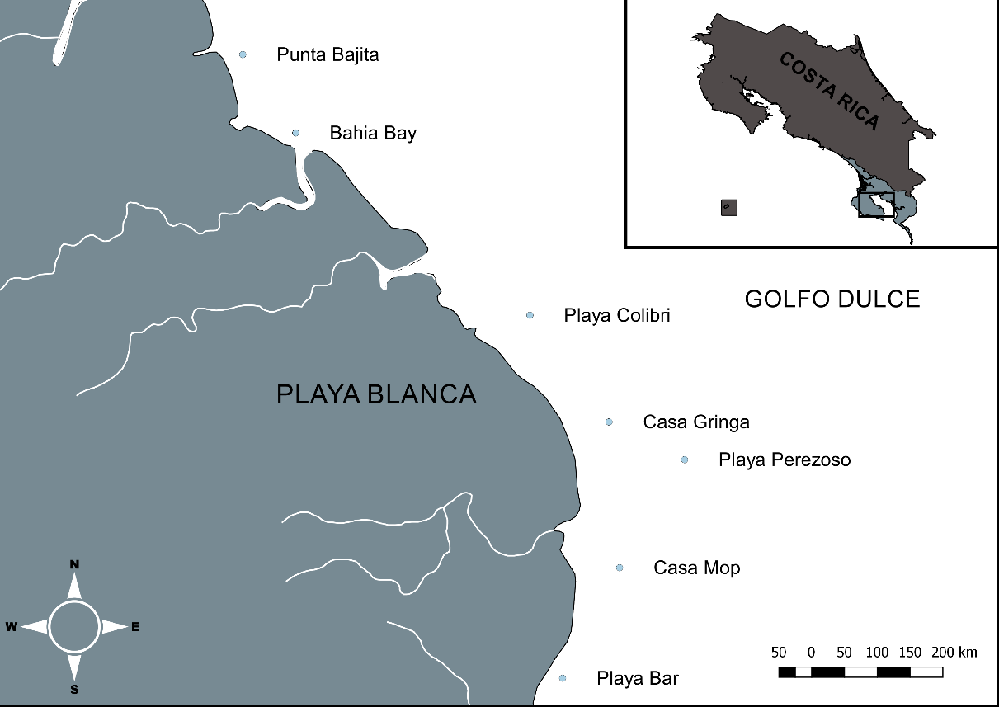 Punta Bajita
Bahia Bay
COSTA RICA
GOLFO DULCE
Playa Colibri
PLAYA BLANCA
Casa Gringa
Playa Perezoso
Casa Mop
Playa Bar
N
W E
S
50 0 50 100 150 200 km